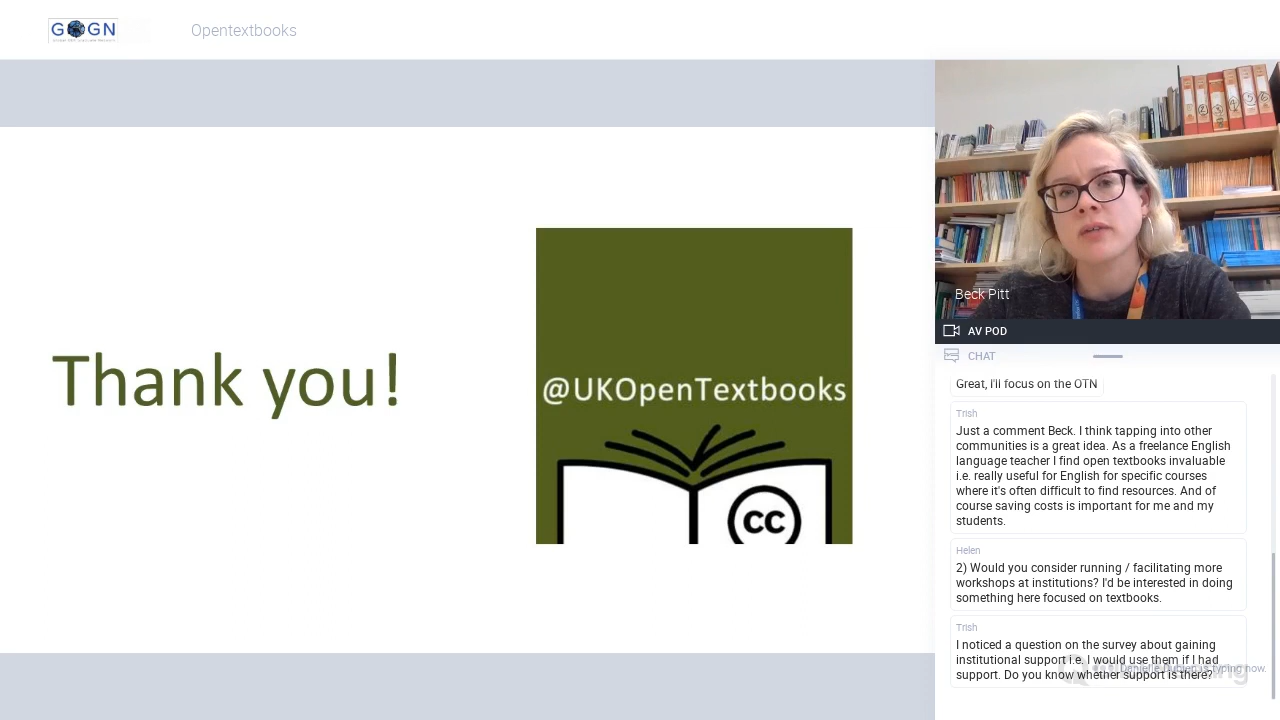 GOGN
Opentextbooks
Thank you!
@UKOpenTextbooks
cc
Beck Pitt
AV POD
CHAT
Great, I'll focus on the OTN
Trish
Just a comment Beck. I think tapping into other
communities is a great idea. As a freelance English
language teacher I find open textbooks invaluable
i.e. really useful for English for specific courses
where it's often difficult to find resources. And of
course saving costs is important for me and my
students.
Helen
2) Would you consider running / facilitating more
workshops at institutions? I'd be interested in doing
something here focused on textbooks.
Trish
I noticed a question on the survey about gaining
institutional support i.e. I would use them if I had
support. Do you know whether support is there?
is typing now.